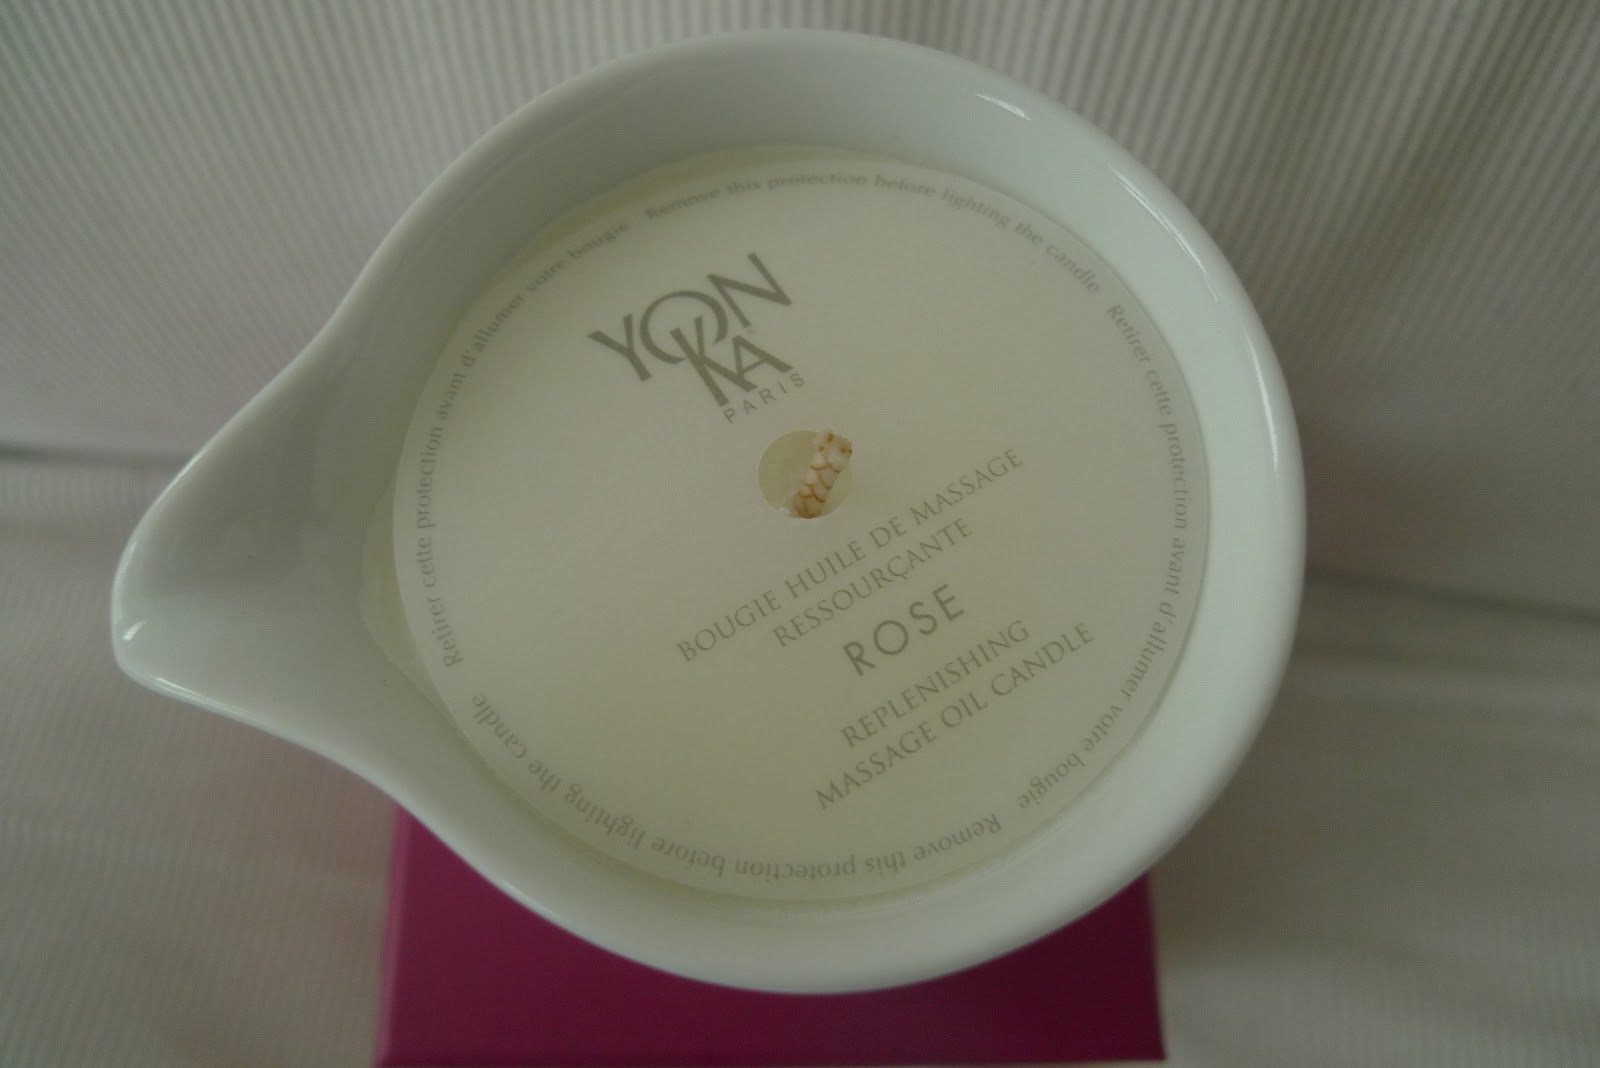 YON
KA
PARIS
BOUGIE HUILE DE MASSAGE
RESSOURÇANTE
ROSE
REPLENISHING
MASSAGE OIL CANDLE
Retirer cette protection avant d'allumer votre bougie
Remove this protection before lighting the candle
Retirer cette protection avant d'allumer votre bougie
Remove this protection before lighting the candle